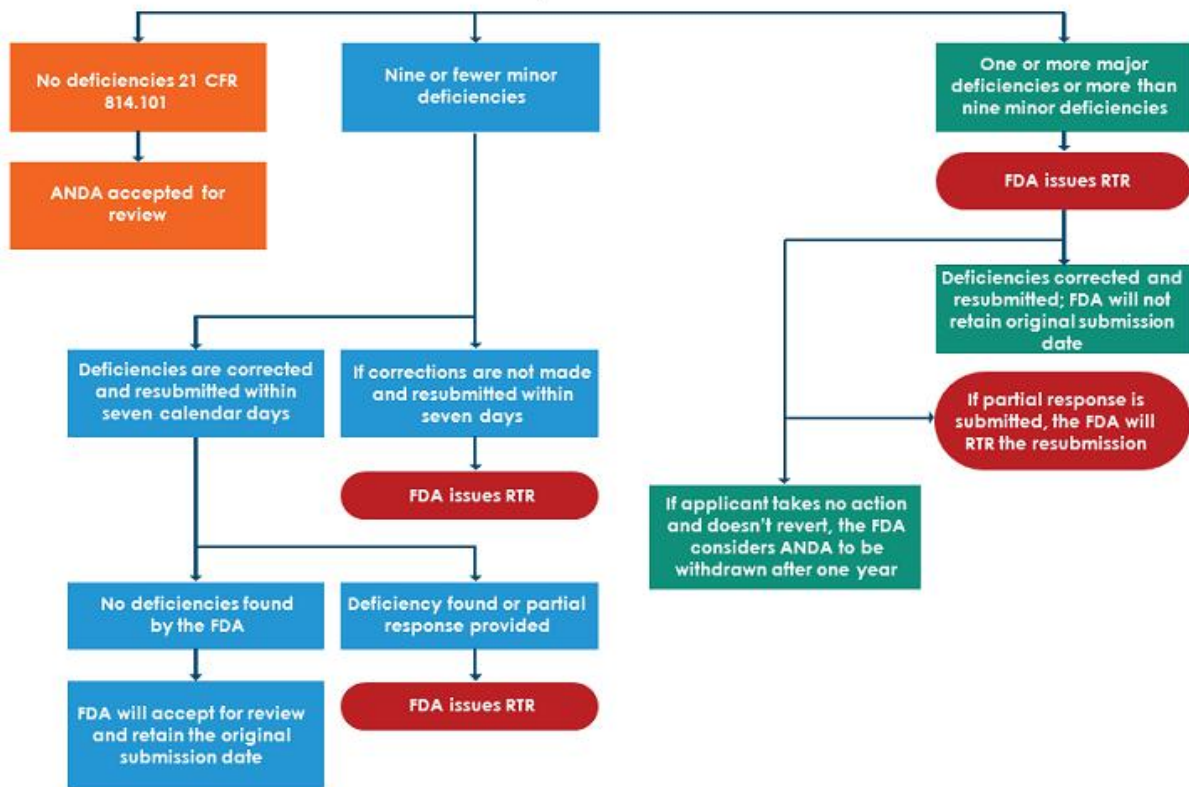 No deficiencies 21 CFR
814.101
Nine or fewer minor
deficiencies
One or more major
deficiencies or more than
nine minor deficiencies
ANDA accepted for
review
FDA issues RTR
Deficiencies corrected and
resubmitted; FDA will not
retain original submission
date
Deficiencies are corrected
and resubmitted within
seven calendar days
If corrections are not made
and resubmitted within
seven days
If partial response is
submitted, the FDA will
RTR the resubmission
FDA issues RTR
If applicant takes no action
and doesn't revert, the FDA
considers ANDA to be
withdrawn after one year
No deficiencies found
by the FDA
Deficiency found or partial
response provided
FDA will accept for review
and retain the original
submission date
FDA issues RTR